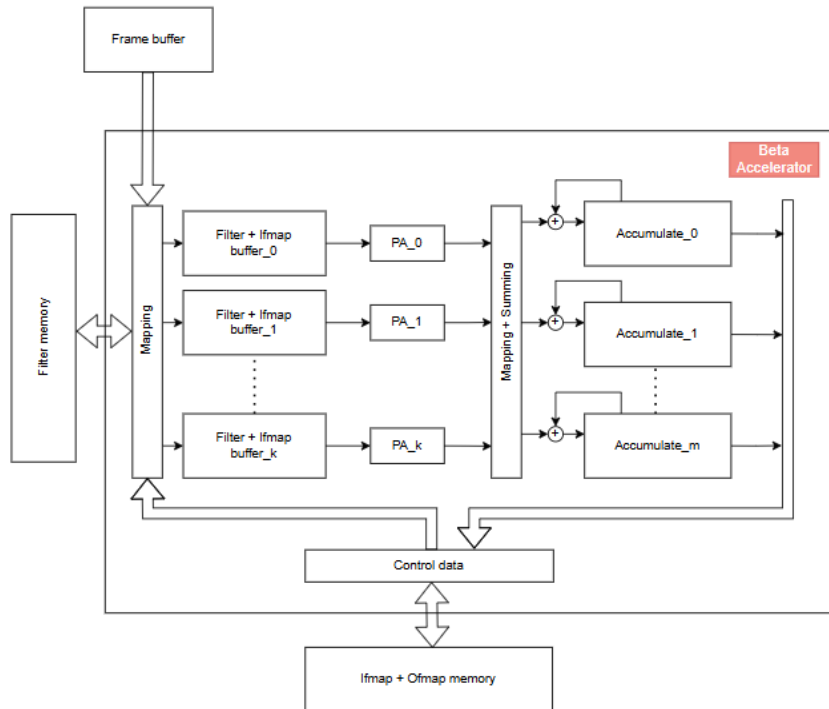 Frame buffer
Beta
Accelerator
Filter memory
Mapping
Filter + Ifmap
buffer_0
PA_0
Mapping + Summing
+
Accumulate_0
Filter + Ifmap
buffer_1
PA_1
+
Accumulate_1
Filter + Ifmap
buffer_k
PA_k
+
Accumulate_m
Control data
Ifmap + Ofmap memory